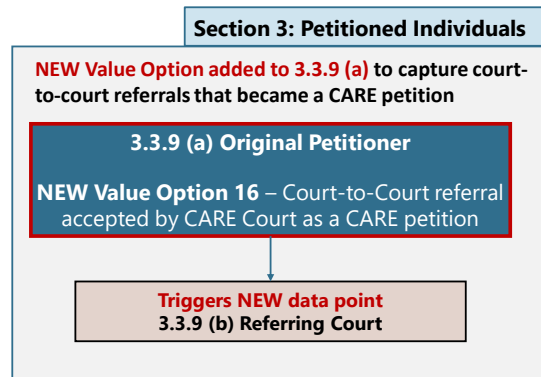 Section 3: Petitioned Individuals
NEW Value Option added to 3.3.9 (a) to capture court-
to-court referrals that became a CARE petition
3.3.9 (a) Original Petitioner
NEW Value Option 16 – Court-to-Court referral
accepted by CARE Court as a CARE petition
Triggers NEW data point
3.3.9 (b) Referring Court